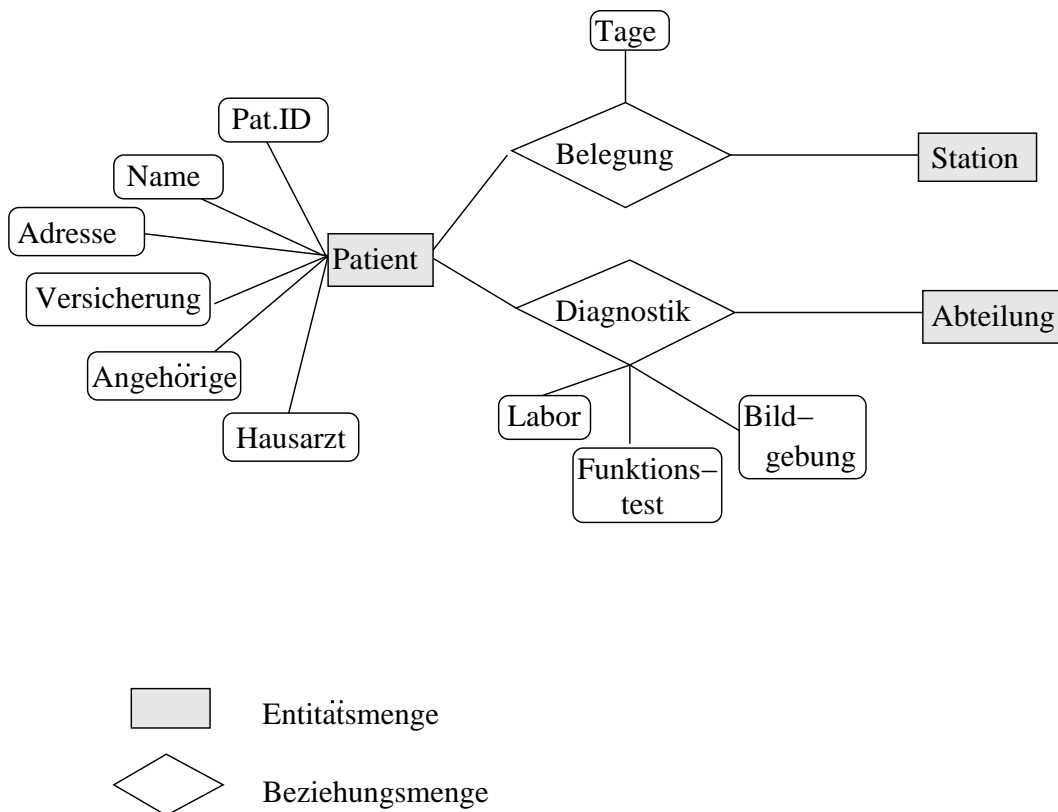 Tage
Pat.ID
Belegung
Station
Name
Adresse
Patient
Versicherung
Diagnostik
Abteilung
Angehörige
Labor
Bild–
gebung
Hausarzt
Funktions–
test
Entitätsmenge
Beziehungsmenge